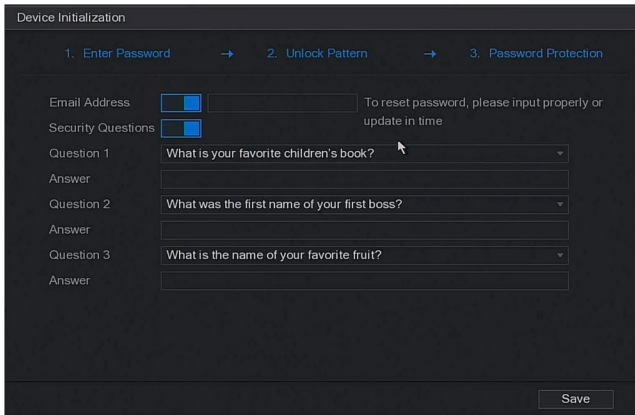 Device Initialization
1. Enter Password → 2. Unlock Pattern → 3. Password Protection
Email Address To reset password, please input properly or
update in time
Security Questions
Question 1 What is your favorite children's book?
Answer
Question 2 What was the first name of your first boss?
Answer
Question 3 What is the name of your favorite fruit?
Answer
Save